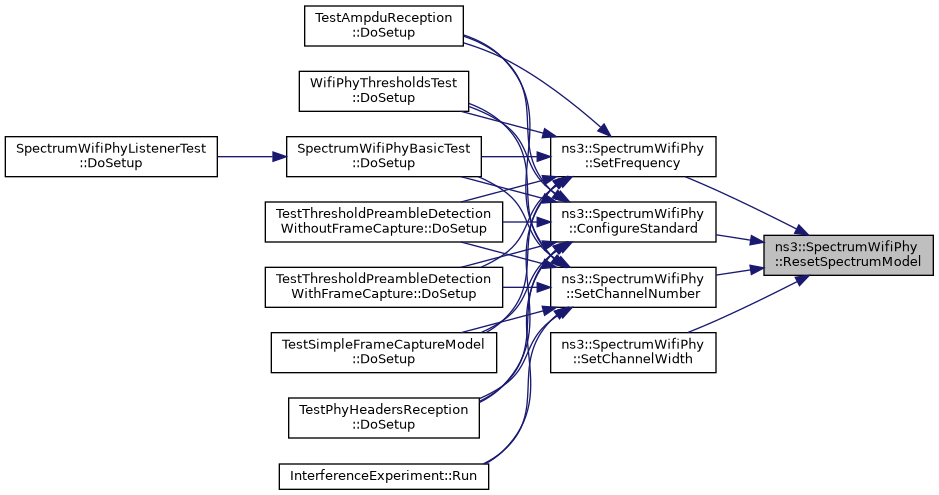 TestAmpduReception
::DoSetup
WifiPhyThresholdsTest
::DoSetup
SpectrumWifiPhyListenerTest
::DoSetup
SpectrumWifiPhyBasicTest
::DoSetup
ns3::SpectrumWifiPhy
::SetFrequency
TestThresholdPreambleDetection
WithoutFrameCapture::DoSetup
ns3::SpectrumWifiPhy
::ConfigureStandard
ns3::SpectrumWifiPhy
::ResetSpectrumModel
TestThresholdPreambleDetection
WithFrameCapture::DoSetup
ns3::SpectrumWifiPhy
::SetChannelNumber
TestSimpleFrameCaptureModel
::DoSetup
ns3::SpectrumWifiPhy
::SetChannelWidth
TestPhyHeadersReception
::DoSetup
InterferenceExperiment::Run